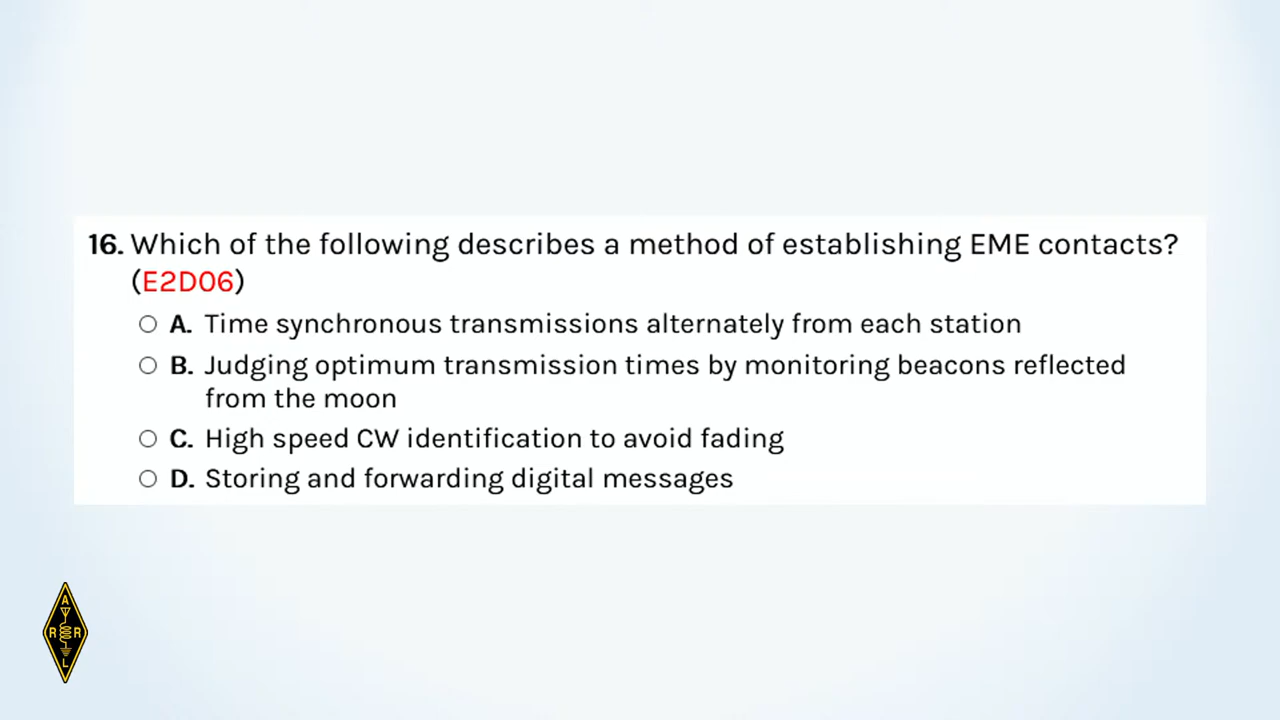 16. Which of the following describes a method of establishing EME contacts?
(E2D06)
A. Time synchronous transmissions alternately from each station
B. Judging optimum transmission times by monitoring beacons reflected
from the moon
C. High speed CW identification to avoid fading
D. Storing and forwarding digital messages
A
R R
L